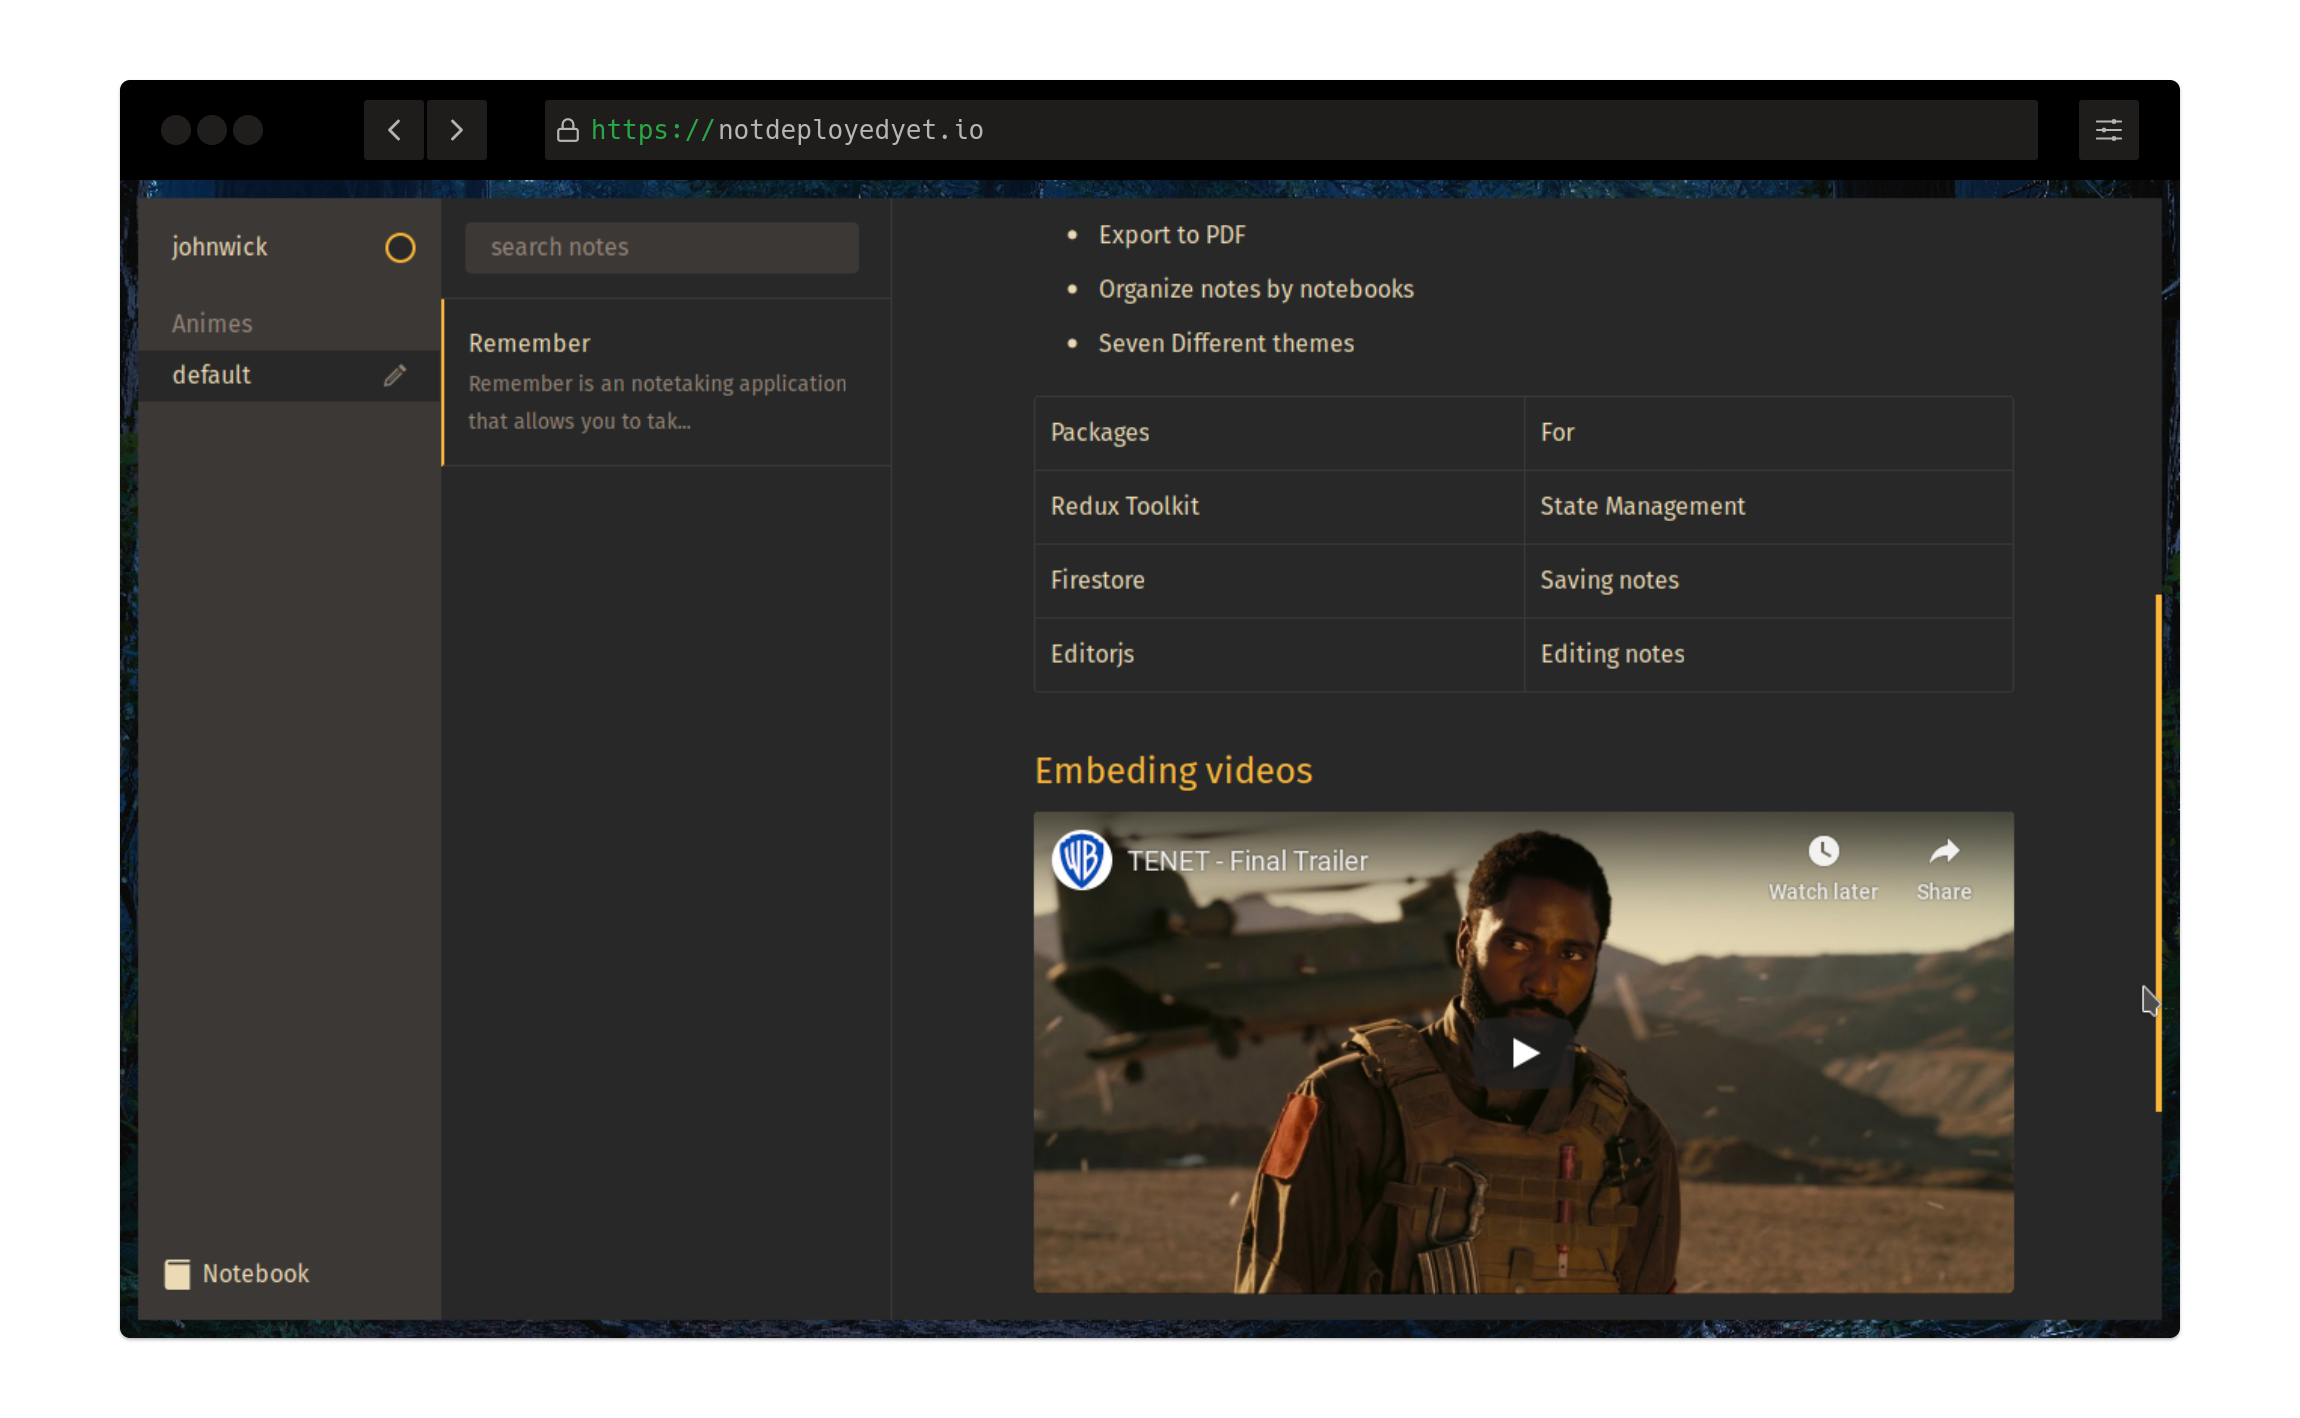 https://notdeployedyet.io
johnwick
Animes
default
Notebook
search notes
Remember
Remember is an notetaking application
that allows you to tak...
Export to PDF
Organize notes by notebooks
Seven Different themes
Packages For
Redux Toolkit State Management
Firestore Saving notes
Editorjs Editing notes
Embeding videos
WB TENET - Final Trailer
Watch later Share